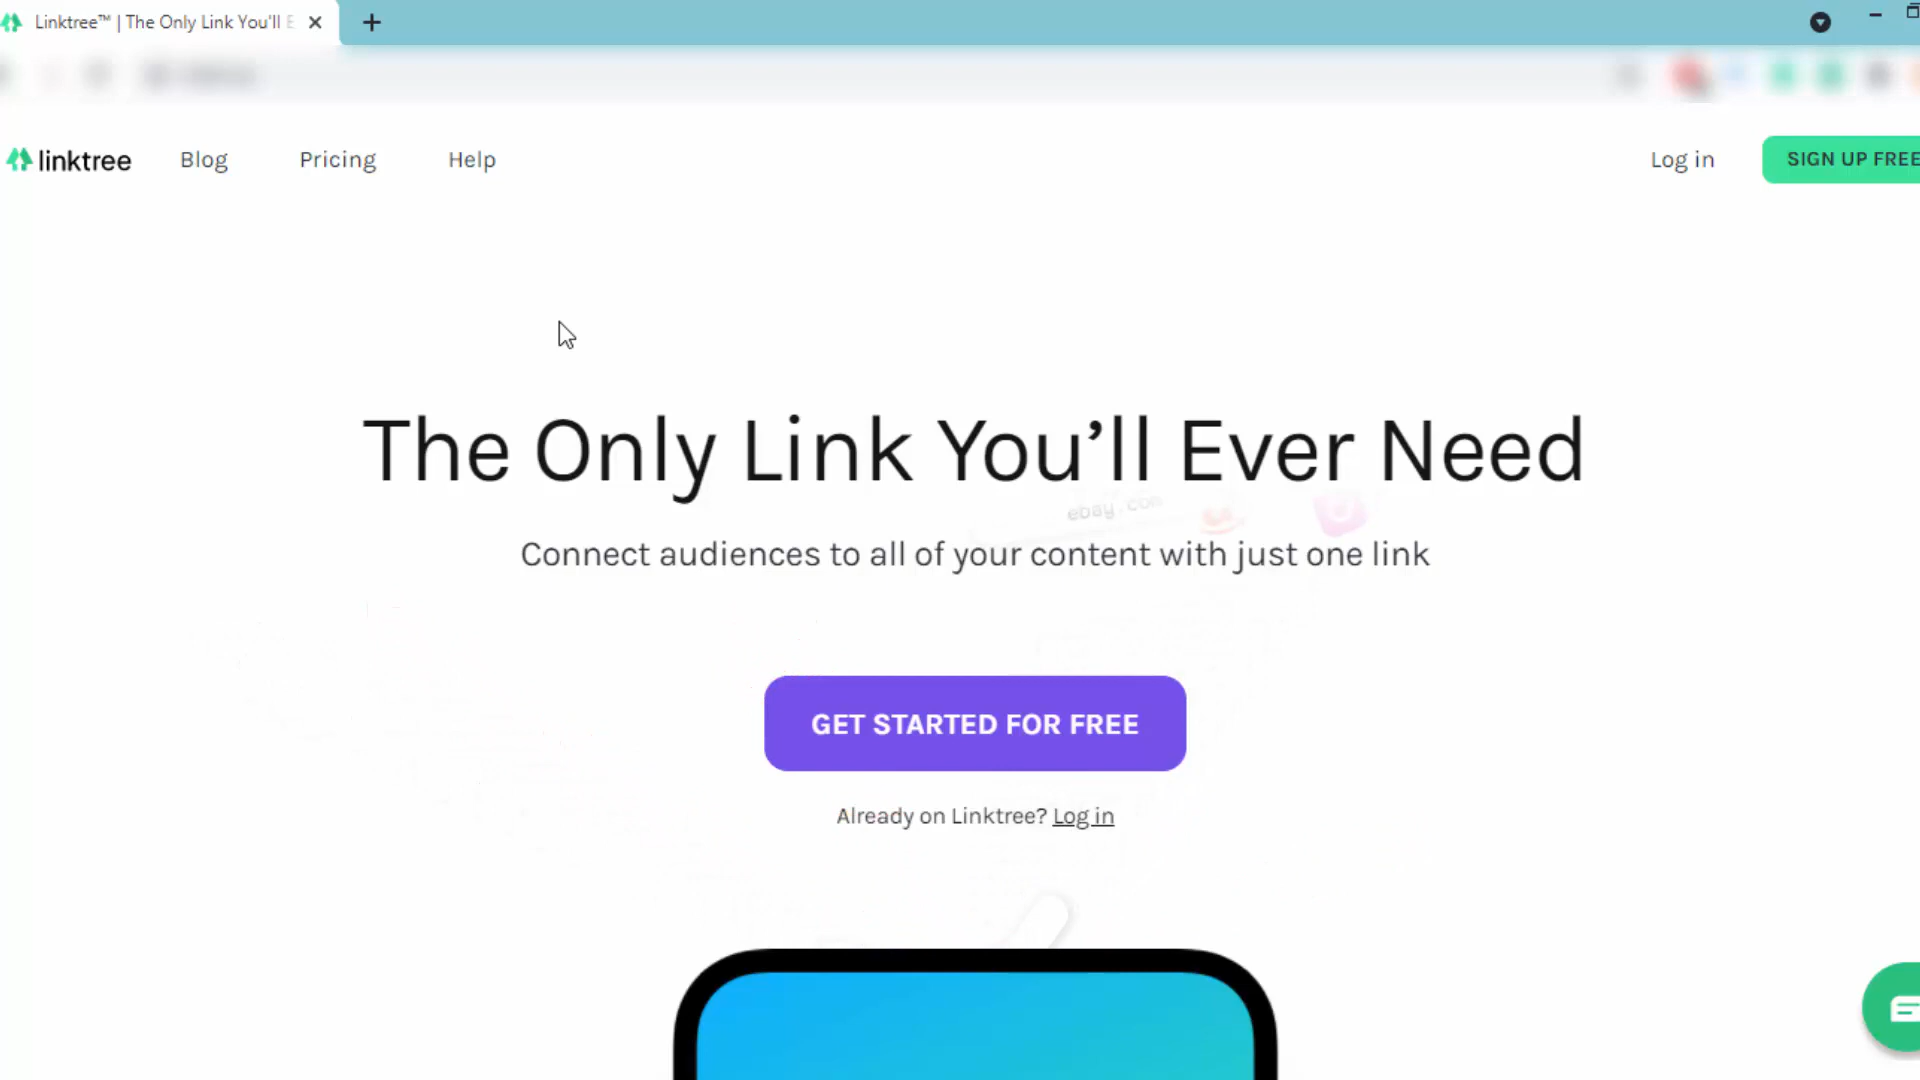 Linktree™ | The Only Link You'll E
linktree
Blog
Pricing
Help
Log in
SIGN UP FREE
The Only Link You’ll Ever Need
ebay.com
Connect audiences to all of your content with just one link
GET STARTED FOR FREE
Already on Linktree? Log in